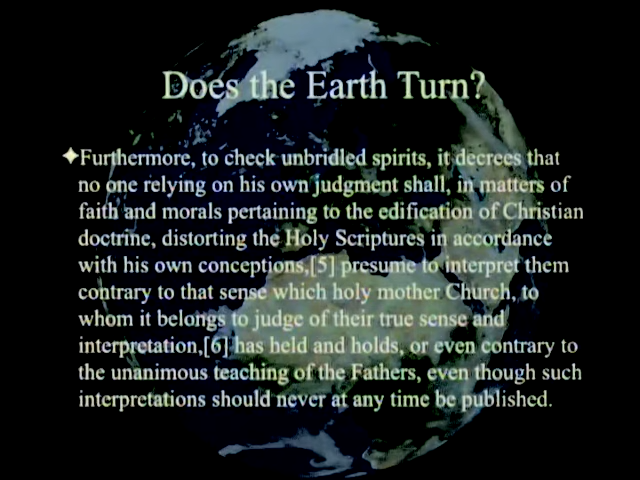 Does the Earth Turn?
Furthermore, to check unbridled spirits, it decrees that
no one relying on his own judgment shall, in matters of
faith and morals pertaining to the edification of Christian
doctrine, distorting the Holy Scriptures in accordance
with his own conceptions,[5] presume to interpret them
contrary to that sense which holy mother Church, to
whom it belongs to judge of their true sense and
interpretation,[6] has held and holds, or even contrary to
the unanimous teaching of the Fathers, even though such
interpretations should never at any time be published.